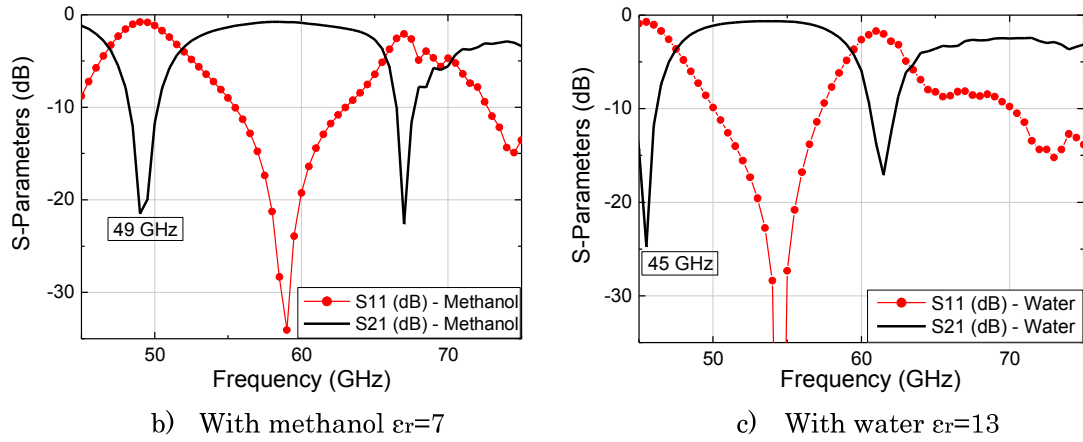 0
-10
-20
-30
S-Parameters (dB)
49 GHz
S11 (dB) - Methanol
S21 (dB) - Methanol
50 60 70
Frequency (GHz)
b) With methanol εr=7
0
-10
-20
-30
S-Parameters (dB)
45 GHz
S11 (dB) - Water
S21 (dB) - Water
50 60 70
Frequency (GHz)
c) With water εr=13